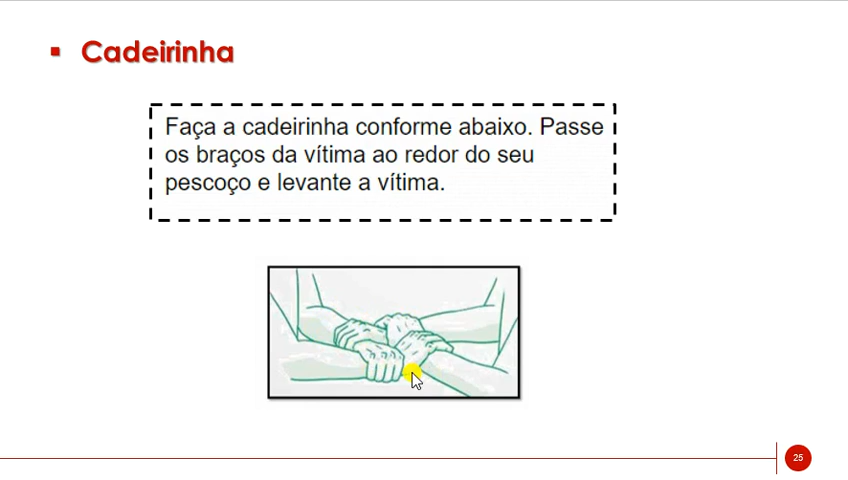 Cadeirinha
Faça a cadeirinha conforme abaixo. Passe
os braços da vítima ao redor do seu
pescoço e levante a vítima.
25